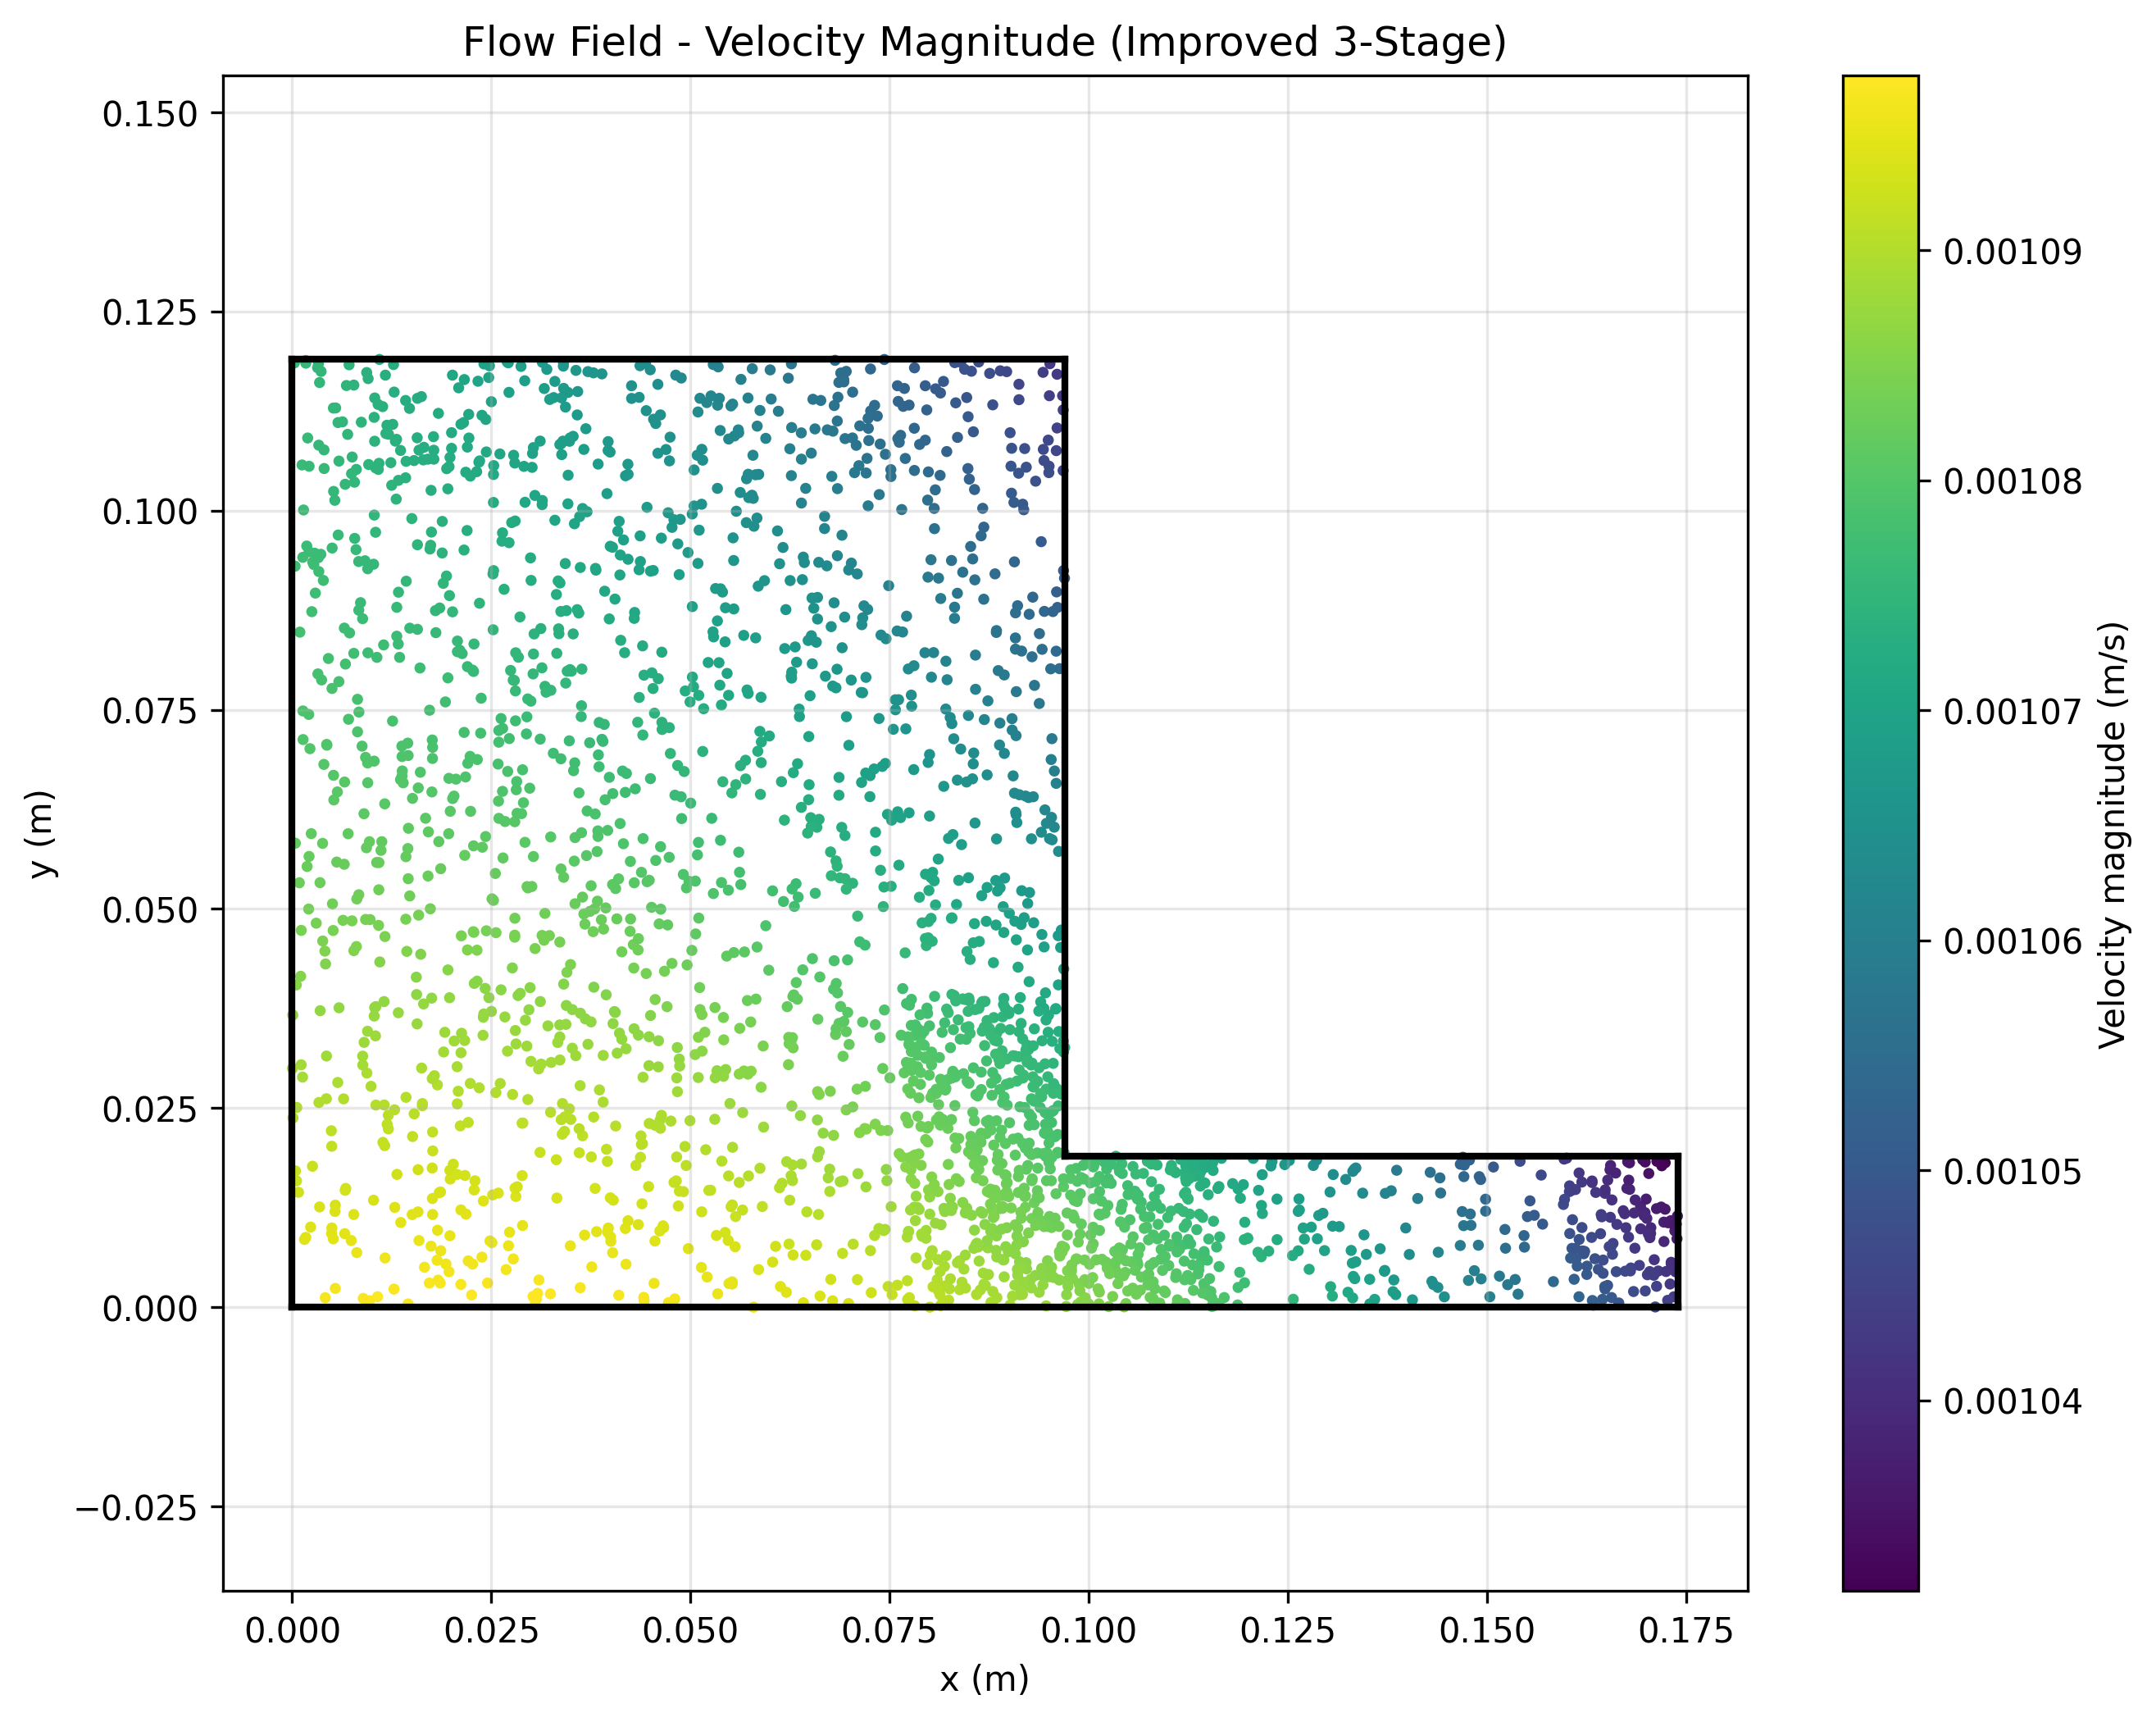 Flow Field - Velocity Magnitude (Improved 3-Stage)
0.150
0.125
0.100
0.075
0.050
0.025
0.000
−0.025
y (m)
0.000 0.025 0.050 0.075 0.100 0.125 0.150 0.175
x (m)
0.00109
0.00108
0.00107
0.00106
0.00105
0.00104
Velocity magnitude (m/s)